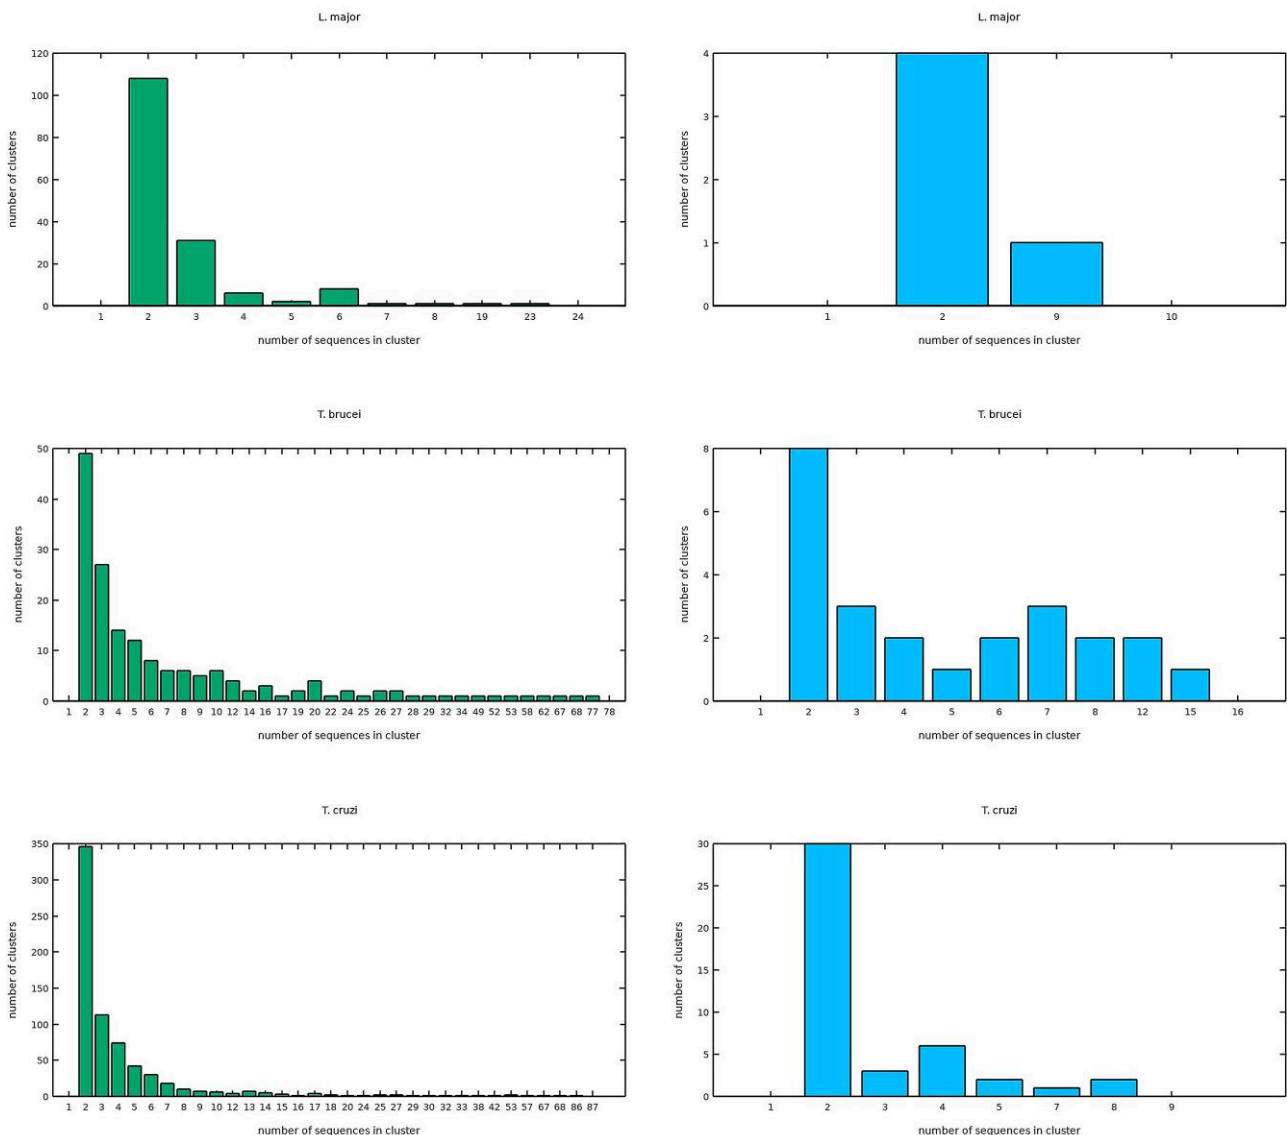 L. major
120
100
80
60
40
20
0
number of clusters
1 2 3 4 5 6 7 8 19 23 24
number of sequences in cluster
L. major
4
3
2
1
0
number of clusters
1 2 9 10
number of sequences in cluster
T. brucei
50
40
30
20
10
0
number of clusters
1 2 3 4 5 6 7 8 9 10 12 14 16 17 19 20 22 24 25 26 27 28 29 32 34 49 52 53 58 62 67 68 77 78
number of sequences in cluster
T. brucei
8
6
4
2
0
number of clusters
1 2 3 4 5 6 7 8 12 15 16
number of sequences in cluster
T. cruzi
350
300
250
200
150
100
50
0
number of clusters
1 2 3 4 5 6 7 8 9 10 12 13 14 15 16 17 18 20 24 25 27 29 30 32 33 38 42 53 57 67 68 86 87
number of sequences in cluster
T. cruzi
30
25
20
15
10
5
0
number of clusters
1 2 3 4 5 7 8 9
number of sequences in cluster